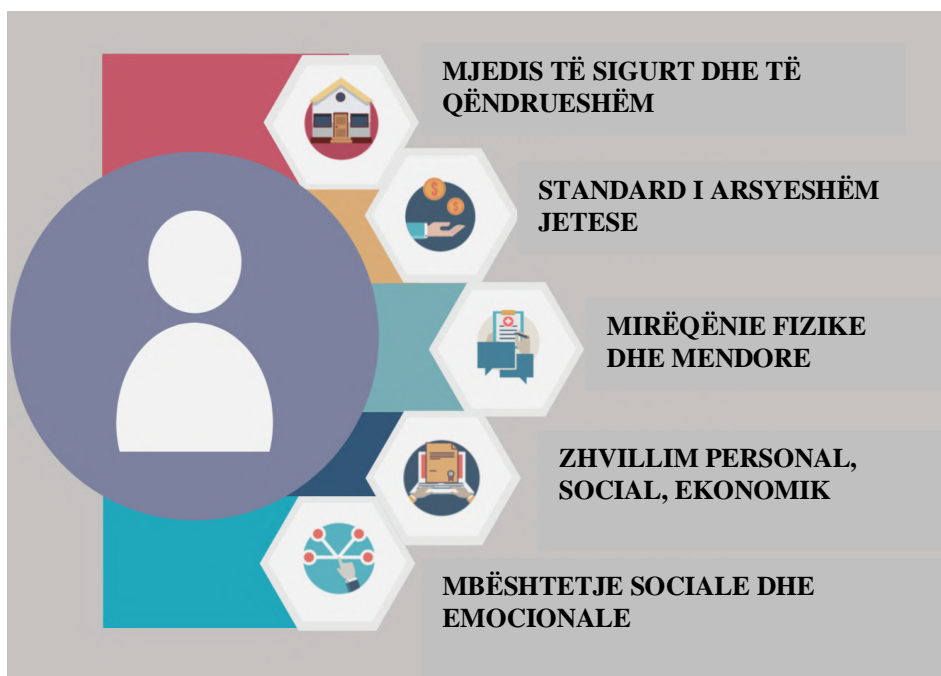 MJEDIS TË SIGURT DHE TË
QËNDRUESHËM
STANDARD I ARSYESHËM
JETESE
MIRËQËNIE FIZIKE
DHE MENDORE
ZHVILLIM PERSONAL,
SOCIAL, EKONOMIK
MBËSHTETJE SOCIALE DHE
EMOCIONALE